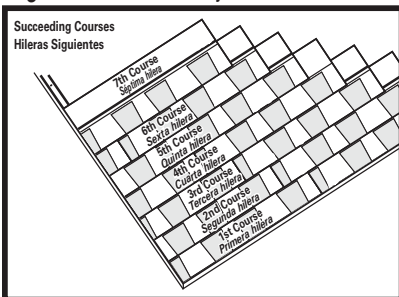 Succeeding Courses
Hileras Siguientes
7th Course
Séptima hilera
6th Course
Sexta hilera
5th Course
Quinta hilera
4th Course
Cuarta hilera
3rd Course
Tercera hilera
2nd Course
Segunda hilera
1st Course
Primera hilera